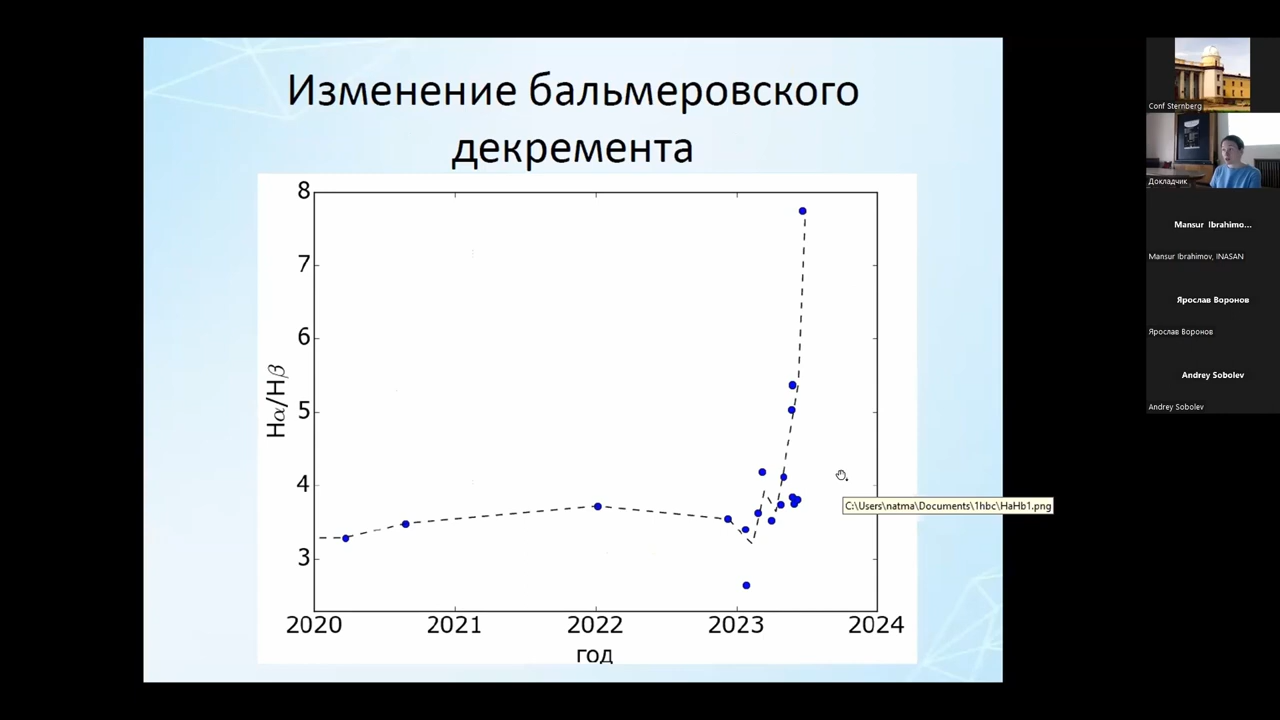 Изменение бальмеровского
декремента
8
7
6
5
4
3
Hα/Hβ
2020 2021 2022 2023 2024
год
C:\Users\natma\Documents\1hbc\HaHb1.png
Conf Sternberg
Докладчик
Mansur Ibrahimo...
Mansur Ibrahimov, INASAN
Ярослав Воронов
Ярослав Воронов
Andrey Sobolev
Andrey Sobolev